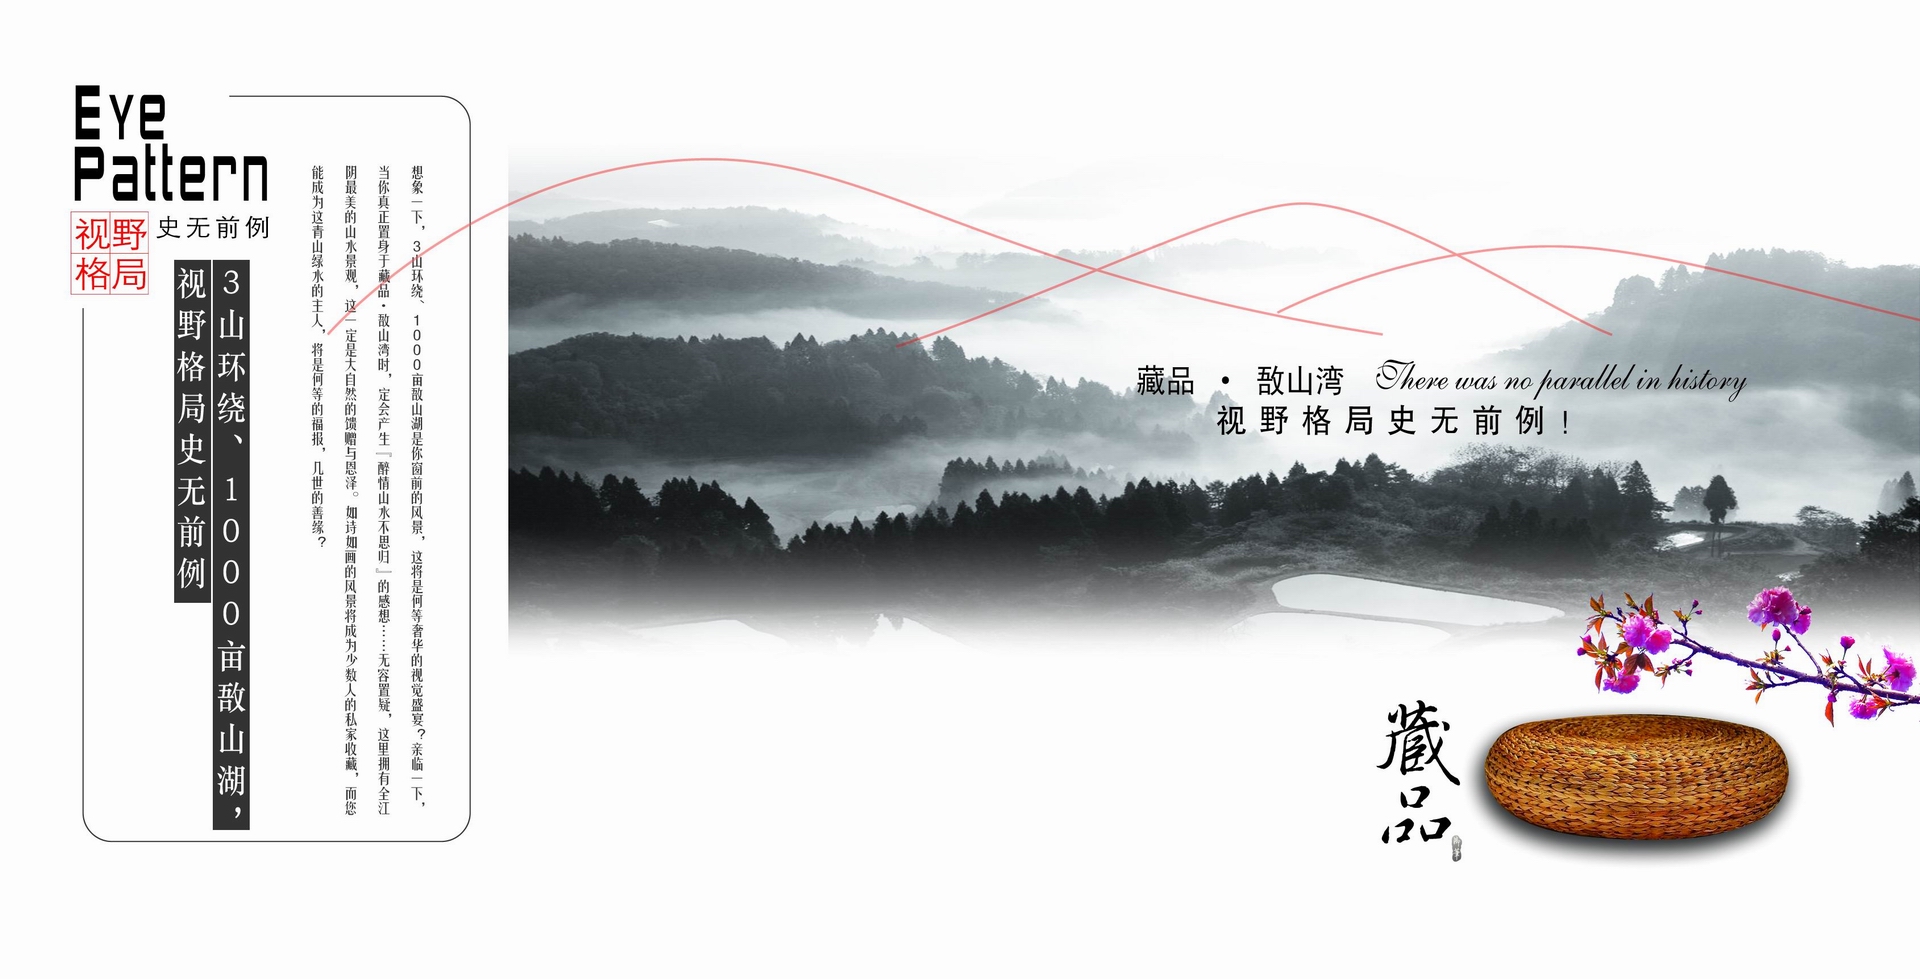 Eye
Pattern
视野
格局
史无前例
3山环绕、1000亩敔山湖，
视野格局史无前例
想象一下，3山环绕、1000亩敔山湖是你窗前的风景，这将是何等奢华的视觉盛宴？亲临一下，
当你真正置身于藏品·敔山湾时，定会产生『醉情山水不思归』的感想……无容置疑，这里拥有全江
阴最美的山水景观，这一定是大自然的馈赠与恩泽。如诗如画的风景将成为少数人的私家收藏，而您
能成为这青山绿水的主人，将是何等的福报，几世的善缘？
藏品 · 敔山湾 There was no parallel in history
视野格局史无前例！
藏品